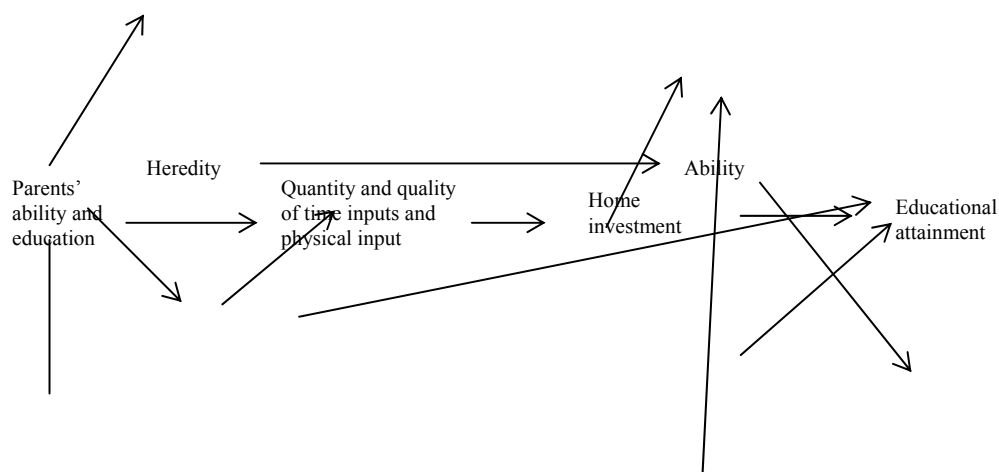 Heredity
Ability
Parents’
ability and
education
Quantity and quality
of time inputs and
physical input
Home
investment
Educational
attainment